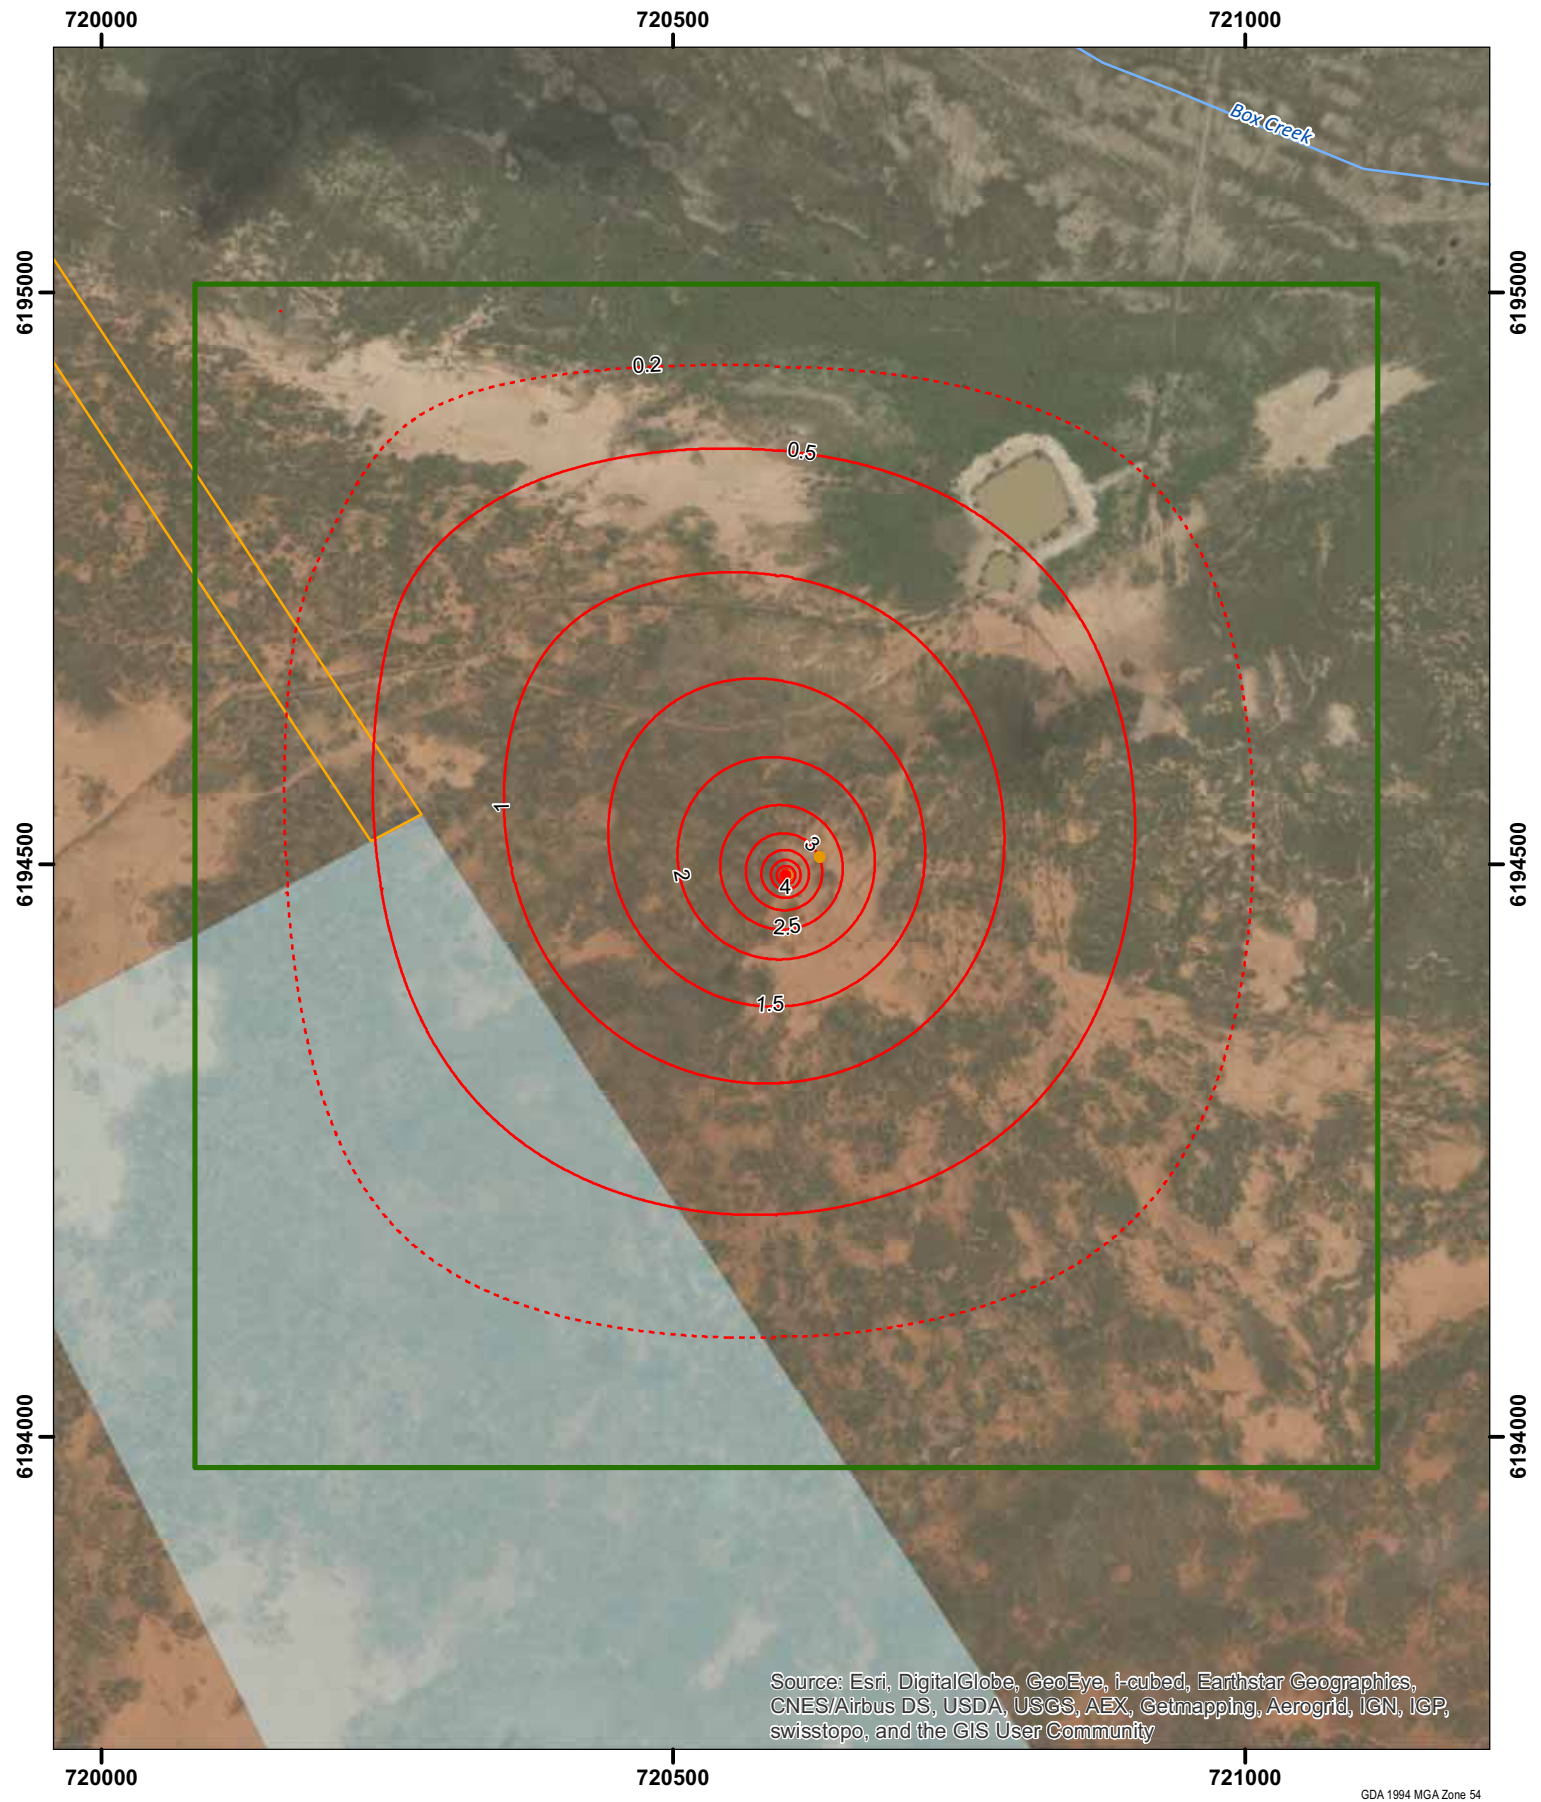 720000 720500 721000
Box Creek
6195000 6195000
0.2
0.5
1
3
6194500 6194500
2
4
2.5
1.5
6194000 6194000
Source: Esri, DigitalGlobe, GeoEye, i-cubed, Earthstar Geographics,
CNES/Airbus DS, USDA, USGS, AEX, Getmapping, Aerogrid, IGN, IGP,
swisstopo, and the GIS User Community
720000 720500 721000
GDA 1994 MGA Zone 54